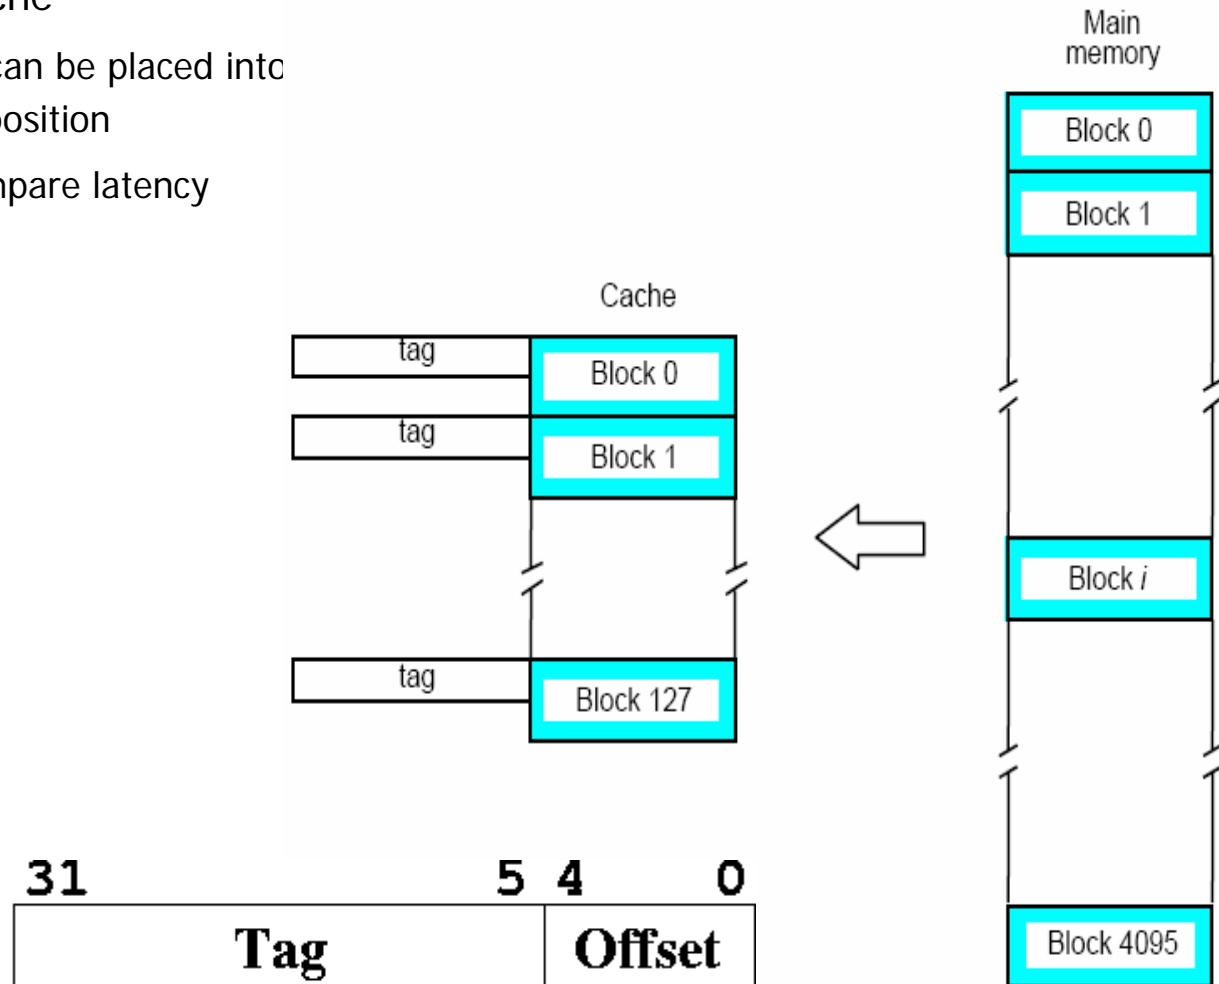 can be placed into
position
latency
Main
memory
Block 0
Block 1
Cache
tag
Block 0
tag
Block 1
Block i
tag
Block 127
31 5 4 0
Tag Offset
Block 4095